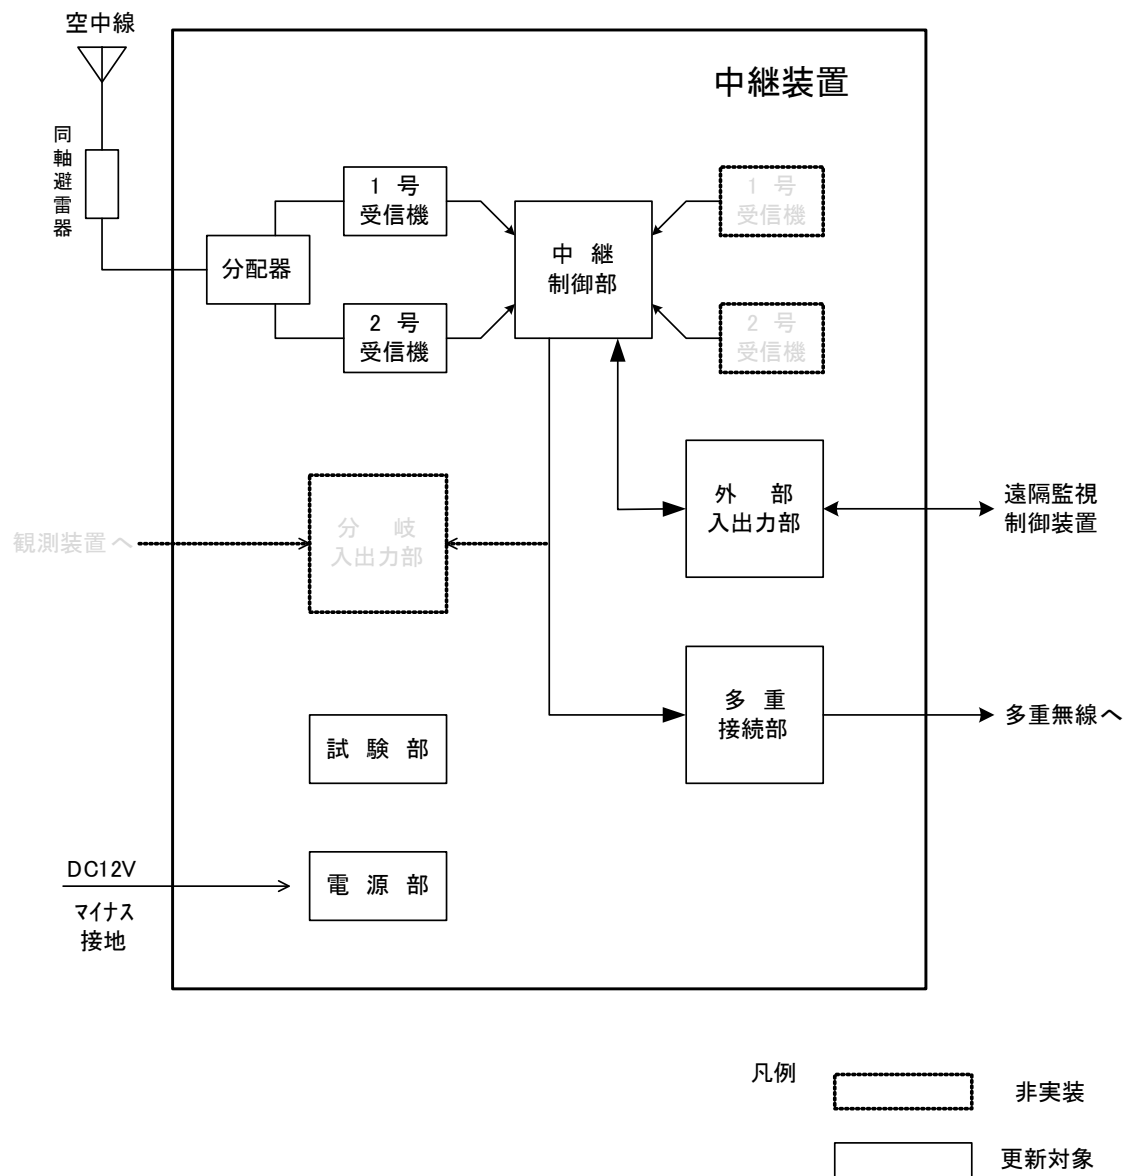 空中線
中継装置
同
軸
避
雷
器
1 号
受信機
1 号
受信機
中 継
制御部
分配器
2 号
受信機
2 号
受信機
外 部
入出力部
遠隔監視
制御装置
分 岐
入出力部
観測装置へ
多 重
接続部
多重無線へ
試 験 部
DC12V
電 源 部
マイナス
接地
凡例
非実装
更新対象